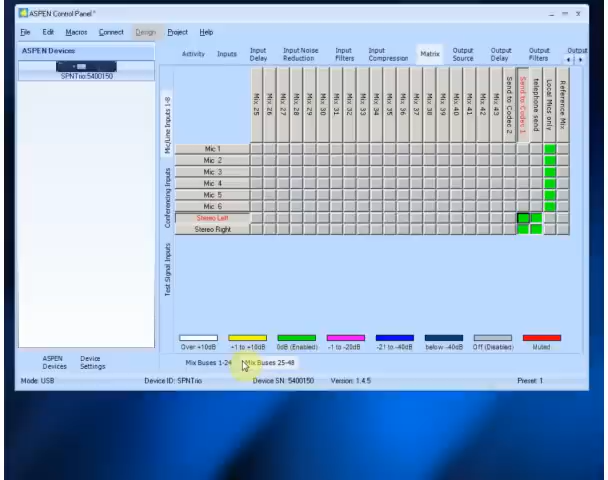 ASPEN Control Panel *
File Edit Macros Connect Design Project Help
ASPEN Devices
SPNTrio:5400150
Activity Inputs Input Delay Input Noise Reduction Input Filters Input Compression Matrix Output Source Output Delay Output Filters Output
Mic/Line Inputs 1-8
Conferencing Inputs
Test Signal Inputs
Mix 25
Mix 26
Mix 27
Mix 28
Mix 29
Mix 30
Mix 31
Mix 32
Mix 33
Mix 34
Mix 35
Mix 36
Mix 37
Mix 38
Mix 39
Mix 40
Mix 41
Mix 42
Mix 43
Send to Codec 2
Send to Codec 1
telephone send
Local Mics only
Reference Mix
Mic 1
Mic 2
Mic 3
Mic 4
Mic 5
Mic 6
Stereo Left
Stereo Right
Over +10dB +1 to +10dB 0dB (Enabled) -1 to -20dB -21 to -40dB below -40dB Off (Disabled) Muted
Mix Buses 1-24 Mix Buses 25-48
ASPEN Devices
Device Settings
Mode: USB Device ID: SPNTrio Device SN: 5400150 Version: 1.4.5 Preset: 1